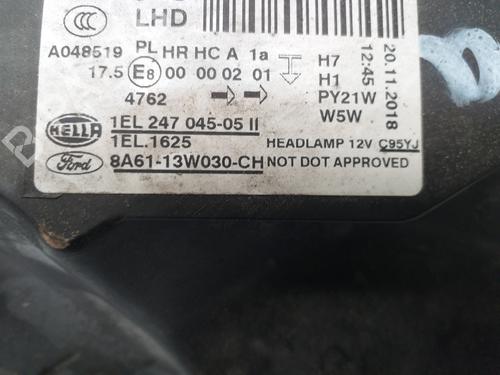 LHD
A048519 PL HR HC A 1a
17.5 E8 00 00 02 01
4762
H7
H1
PY21W
W5W
20.11.2018
12:45
HELLA 1EL 247 045-05 II
1EL.1625
HEADLAMP 12V C95YJ
Ford 8A61-13W030-CH NOT DOT APPROVED